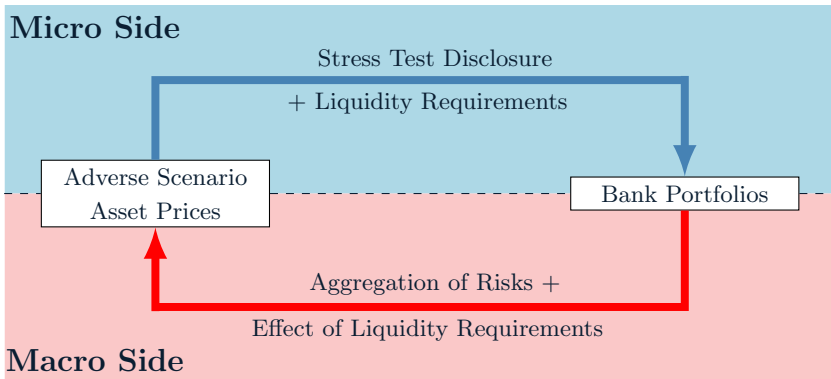 Micro Side
Stress Test Disclosure
+ Liquidity Requirements
Adverse Scenario
Asset Prices
Bank Portfolios
Aggregation of Risks +
Effect of Liquidity Requirements
Macro Side